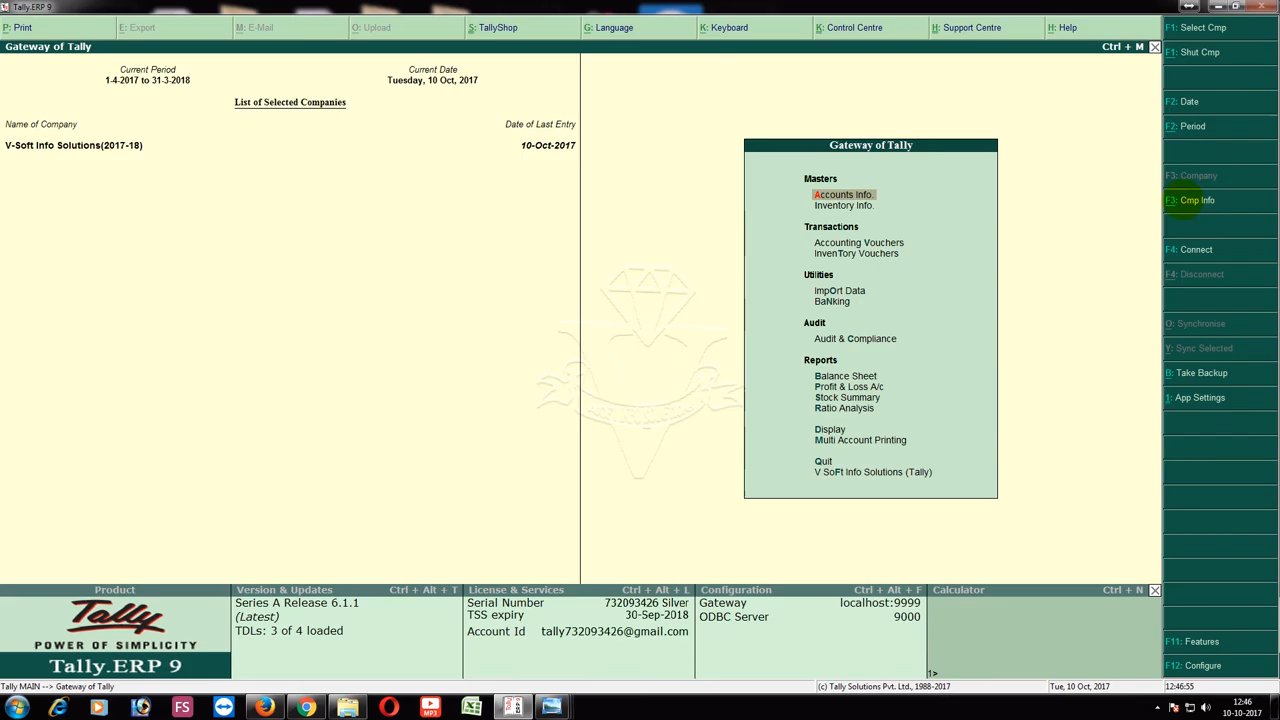 Tally.ERP 9
P: Print
E: Export
M: E-Mail
O: Upload
S: TallyShop
G: Language
K: Keyboard
K: Control Centre
H: Support Centre
H: Help
Gateway of Tally
Ctrl + M
Current Period
1-4-2017 to 31-3-2018
Current Date
Tuesday, 10 Oct, 2017
List of Selected Companies
Name of Company
Date of Last Entry
V-Soft Info Solutions(2017-18)
10-Oct-2017
Gateway of Tally
Masters
Accounts Info.
Inventory Info.
Transactions
Accounting Vouchers
InvenTory Vouchers
Utilities
ImpOrt Data
BaNking
Audit
Audit & Compliance
Reports
Balance Sheet
Profit & Loss A/c
Stock Summary
Ratio Analysis
Display
Multi Account Printing
Quit
V SoFt Info Solutions (Tally)
F1: Select Cmp
F1: Shut Cmp
F2: Date
F2: Period
F3: Company
F3: Cmp Info
F4: Connect
F4: Disconnect
O: Synchronise
Y: Sync Selected
B: Take Backup
1: App Settings
F11: Features
F12: Configure
Product
Tally
POWER OF SIMPLICITY
Tally.ERP 9
Version & Updates
Ctrl + Alt + T
Series A Release 6.1.1
(Latest)
TDLs: 3 of 4 loaded
License & Services
Ctrl + Alt + L
Serial Number
732093426 Silver
TSS expiry
30-Sep-2018
Account Id
tally732093426@gmail.com
Configuration
Ctrl + Alt + F
Gateway
localhost:9999
ODBC Server
9000
Calculator
Ctrl + N
1>
Tally MAIN --> Gateway of Tally
(c) Tally Solutions Pvt. Ltd., 1988-2017
Tue, 10 Oct, 2017
12:46:55
FS
MP3
12:46
10-10-2017